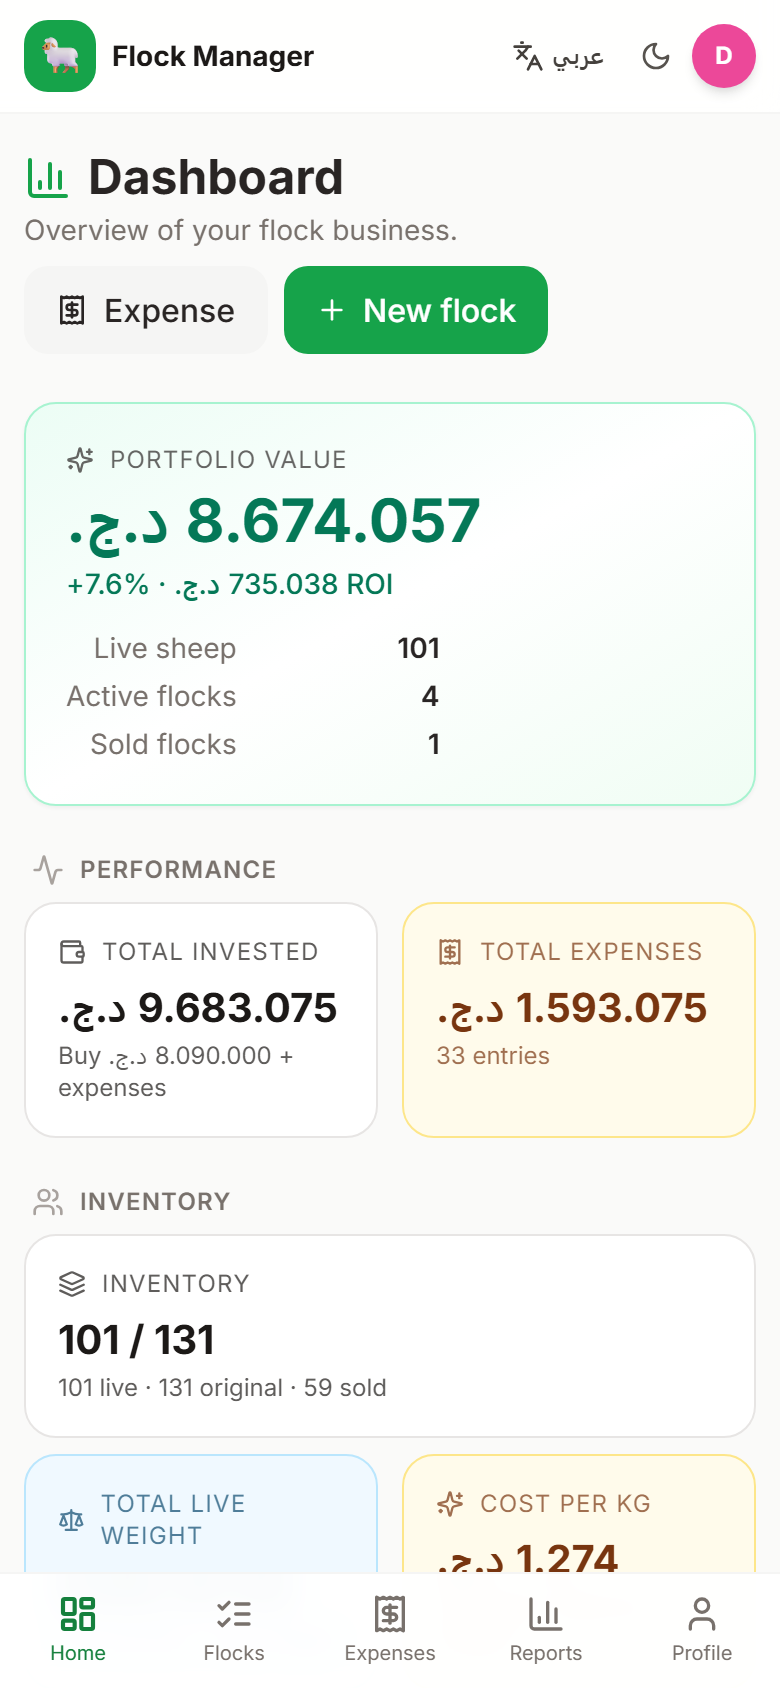 Flock Manager
عربي
D
Dashboard
Overview of your flock business.
Expense
+ New flock
PORTFOLIO VALUE
د.ج.‏ 8.674.057
+7.6% · د.ج.‏ 735.038 ROI
Live sheep 101
Active flocks 4
Sold flocks 1
PERFORMANCE
TOTAL INVESTED
د.ج.‏ 9.683.075
Buy د.ج.‏ 8.090.000 +
expenses
TOTAL EXPENSES
د.ج.‏ 1.593.075
33 entries
INVENTORY
INVENTORY
101 / 131
101 live · 131 original · 59 sold
TOTAL LIVE
WEIGHT
COST PER KG
د.ج.‏ 1.274
Home
Flocks
Expenses
Reports
Profile